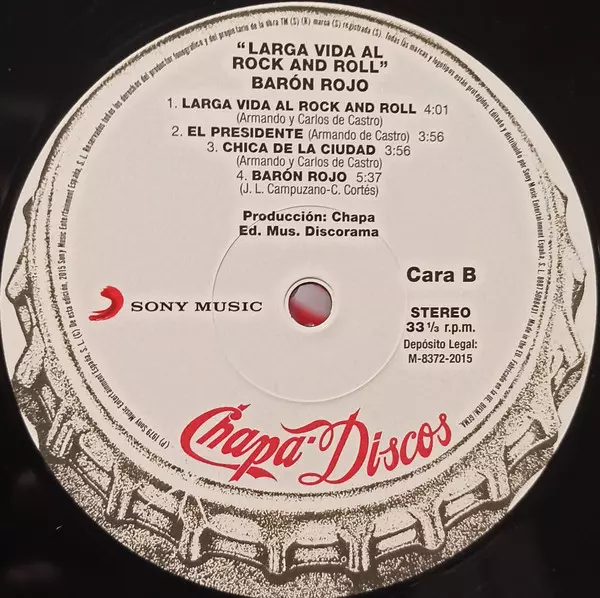 "LARGA VIDA AL
ROCK AND ROLL"
BARÓN ROJO
1. LARGA VIDA AL ROCK AND ROLL 4:01
(Armando y Carlos de Castro)
2. EL PRESIDENTE (Armando de Castro) 3:56
3. CHICA DE LA CIUDAD 3:56
(Armando y Carlos de Castro)
4. BARÓN ROJO 5:37
(J. L. Campuzano-C. Cortés)
Producción: Chapa
Ed. Mus. Discorama
Cara B
SONY MUSIC
STEREO
33 1/3 r.p.m.
Depósito Legal:
M-8372-2015
Chapa-Discos